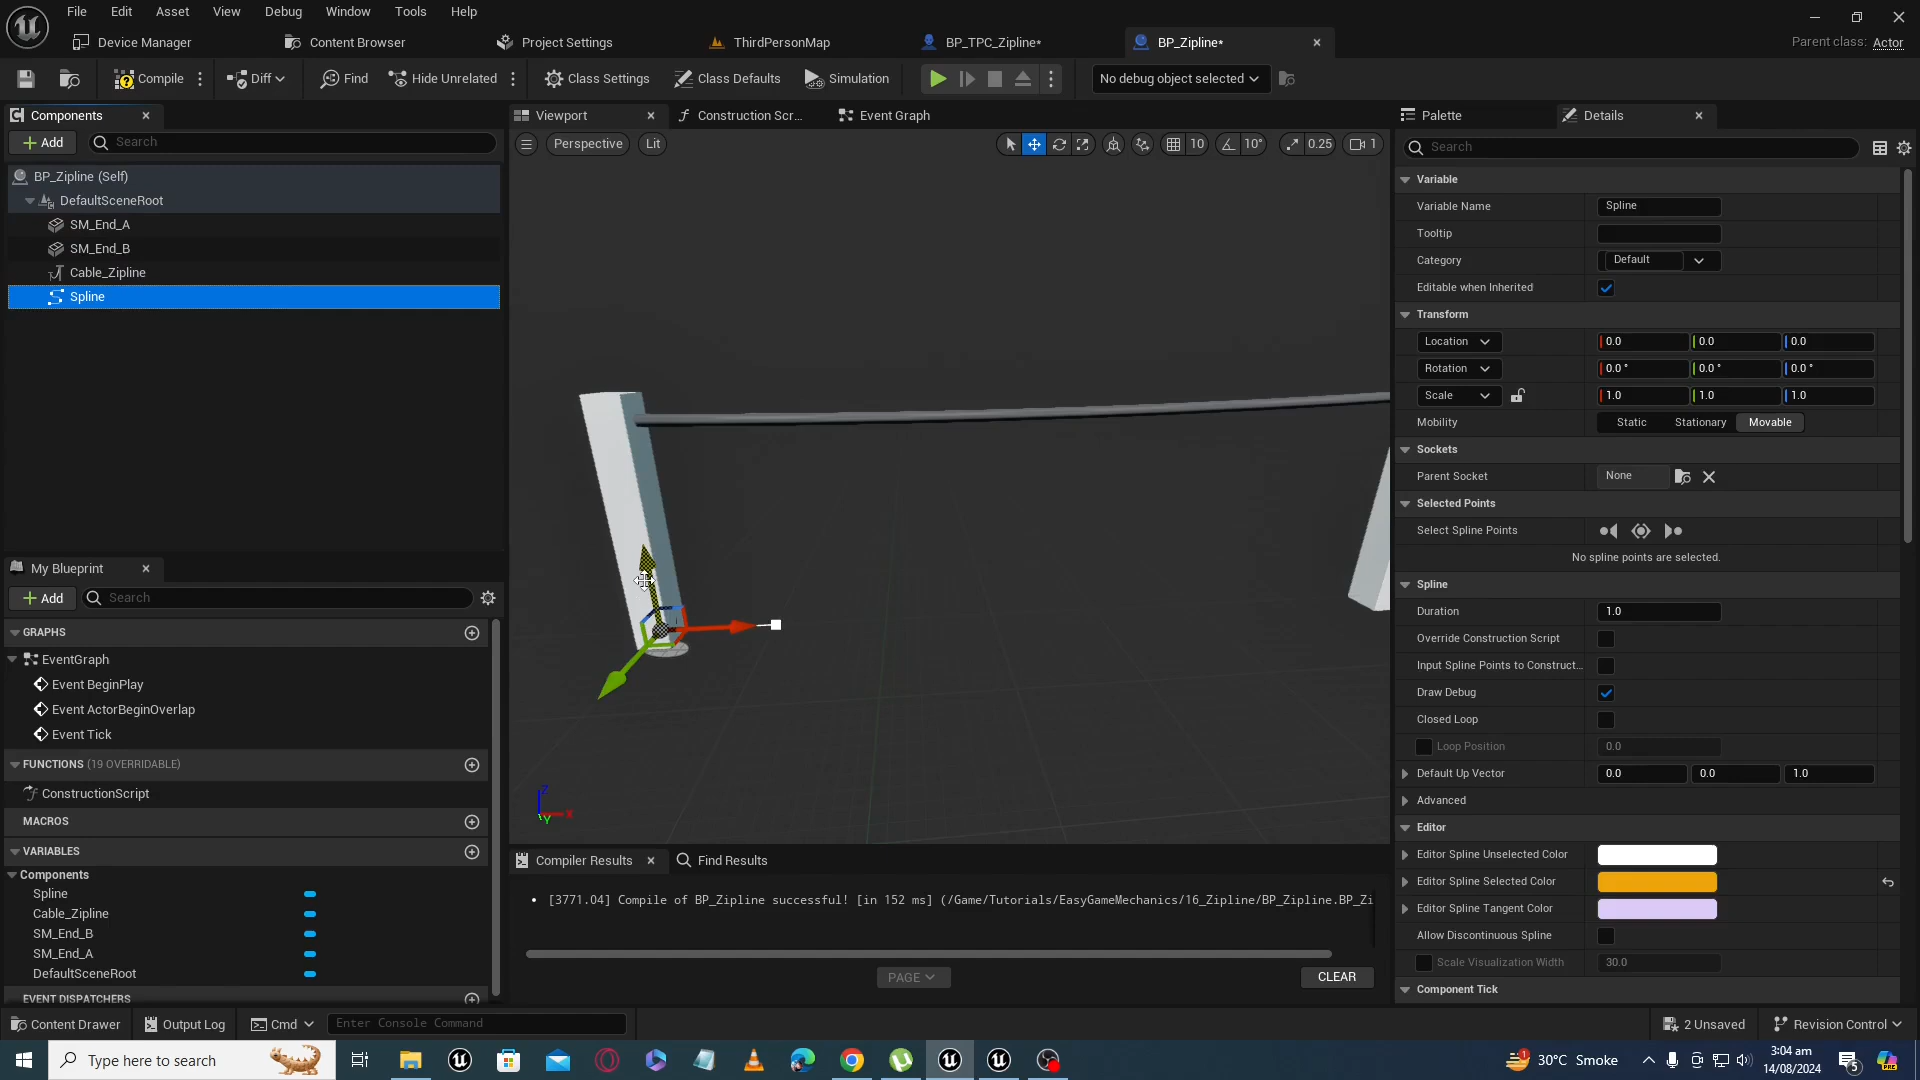 File Edit Asset View Debug Window Tools Help
Device Manager Content Browser Project Settings ThirdPersonMap BP_TPC_Zipline* BP_Zipline* Parent class: Actor
Compile Diff Find Hide Unrelated Class Settings Class Defaults Simulation No debug object selected
Components
Add Search
BP_Zipline (Self)
DefaultSceneRoot
SM_End_A
SM_End_B
Cable_Zipline
Spline
My Blueprint
Add Search
GRAPHS
EventGraph
Event BeginPlay
Event ActorBeginOverlap
Event Tick
FUNCTIONS (19 OVERRIDABLE)
ConstructionScript
MACROS
VARIABLES
Components
Spline
Cable_Zipline
SM_End_B
SM_End_A
DefaultSceneRoot
EVENT DISPATCHERS
Viewport Construction Scr... Event Graph
Perspective Lit 10 10° 0.25 1
Z
X
Y
Compiler Results Find Results
[3771.04] Compile of BP_Zipline successful! [in 152 ms] (/Game/Tutorials/EasyGameMechanics/16_Zipline/BP_Zipline.BP_Zi
PAGE CLEAR
Palette Details
Search
Variable
Variable Name Spline
Tooltip
Category Default
Editable when Inherited
Transform
Location 0.0 0.0 0.0
Rotation 0.0 ° 0.0 ° 0.0 °
Scale 1.0 1.0 1.0
Mobility Static Stationary Movable
Sockets
Parent Socket None
Selected Points
Select Spline Points
No spline points are selected.
Spline
Duration 1.0
Override Construction Script
Input Spline Points to Construct...
Draw Debug
Closed Loop
Loop Position 0.0
Default Up Vector 0.0 0.0 1.0
Advanced
Editor
Editor Spline Unselected Color
Editor Spline Selected Color
Editor Spline Tangent Color
Allow Discontinuous Spline
Scale Visualization Width 30.0
Component Tick
Content Drawer Output Log Cmd Enter Console Command 2 Unsaved Revision Control
Type here to search 30°C Smoke 3:04 am
14/08/2024 5